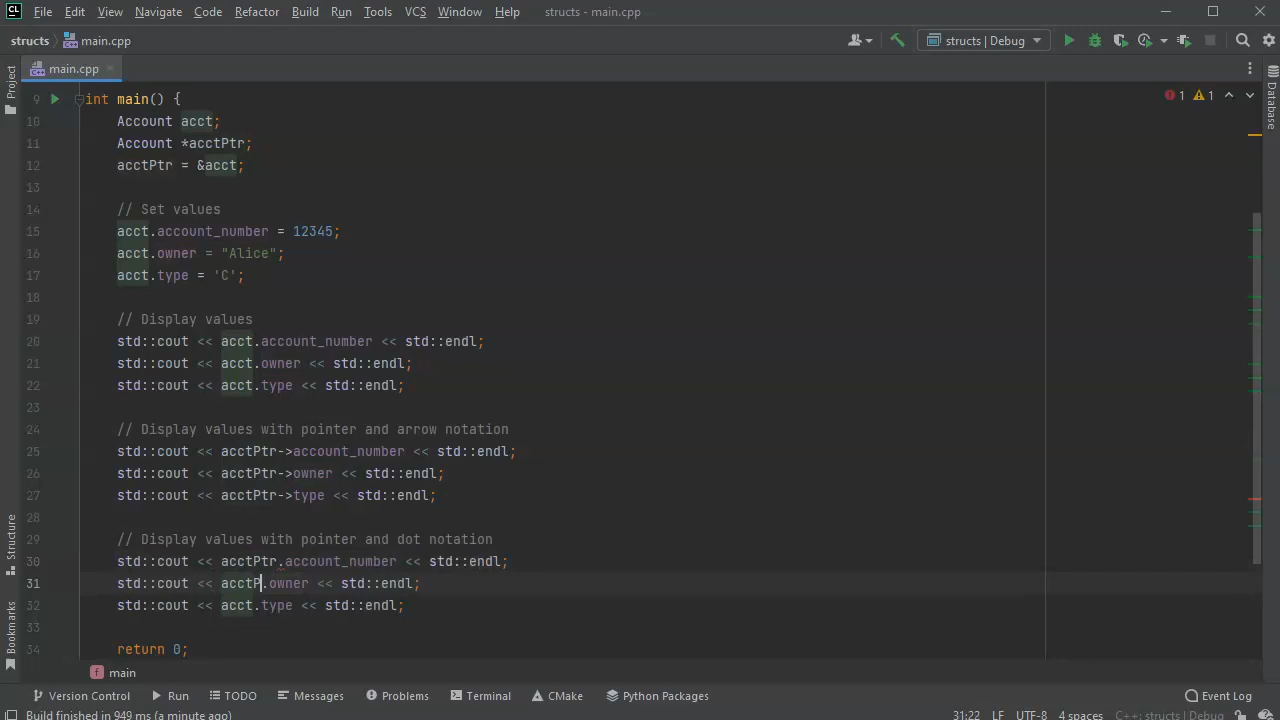 CL File Edit View Navigate Code Refactor Build Run Tools VCS Window Help structs - main.cpp
structs main.cpp structs | Debug
main.cpp
Project
Database
Structure
Bookmarks
1 1
9 int main() {
10 Account acct;
11 Account *acctPtr;
12 acctPtr = &acct;
13
14 // Set values
15 acct.account_number = 12345;
16 acct.owner = "Alice";
17 acct.type = 'C';
18
19 // Display values
20 std::cout << acct.account_number << std::endl;
21 std::cout << acct.owner << std::endl;
22 std::cout << acct.type << std::endl;
23
24 // Display values with pointer and arrow notation
25 std::cout << acctPtr->account_number << std::endl;
26 std::cout << acctPtr->owner << std::endl;
27 std::cout << acctPtr->type << std::endl;
28
29 // Display values with pointer and dot notation
30 std::cout << acctPtr.account_number << std::endl;
31 std::cout << acctP.owner << std::endl;
32 std::cout << acct.type << std::endl;
33
34 return 0;
f main
Version Control Run TODO Messages Problems Terminal CMake Python Packages Event Log
Build finished in 949 ms (a minute ago) 31:22 LF UTF-8 4 spaces C++: structs | Debug